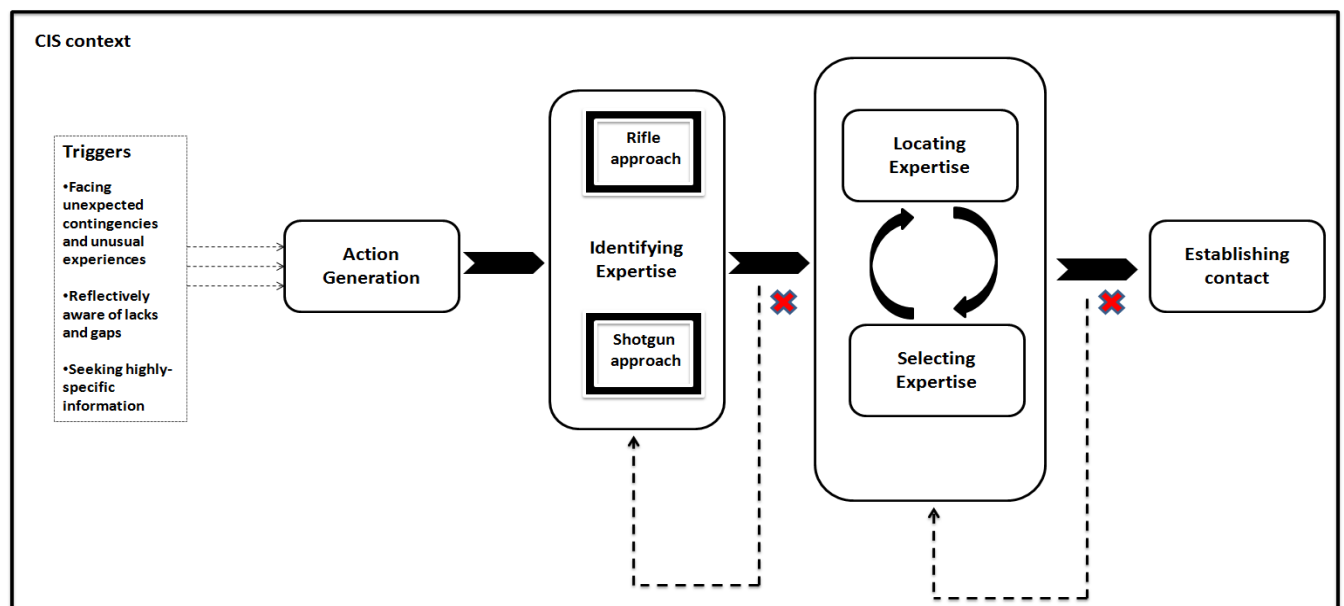 CIS context
Triggers
•Facing
unexpected
contingencies
and unusual
experiences
•Reflectively
aware of lacks
and gaps
•Seeking highly-
specific
information
Action
Generation
Rifle
approach
Identifying
Expertise
Shotgun
approach
Locating
Expertise
Selecting
Expertise
Establishing
contact